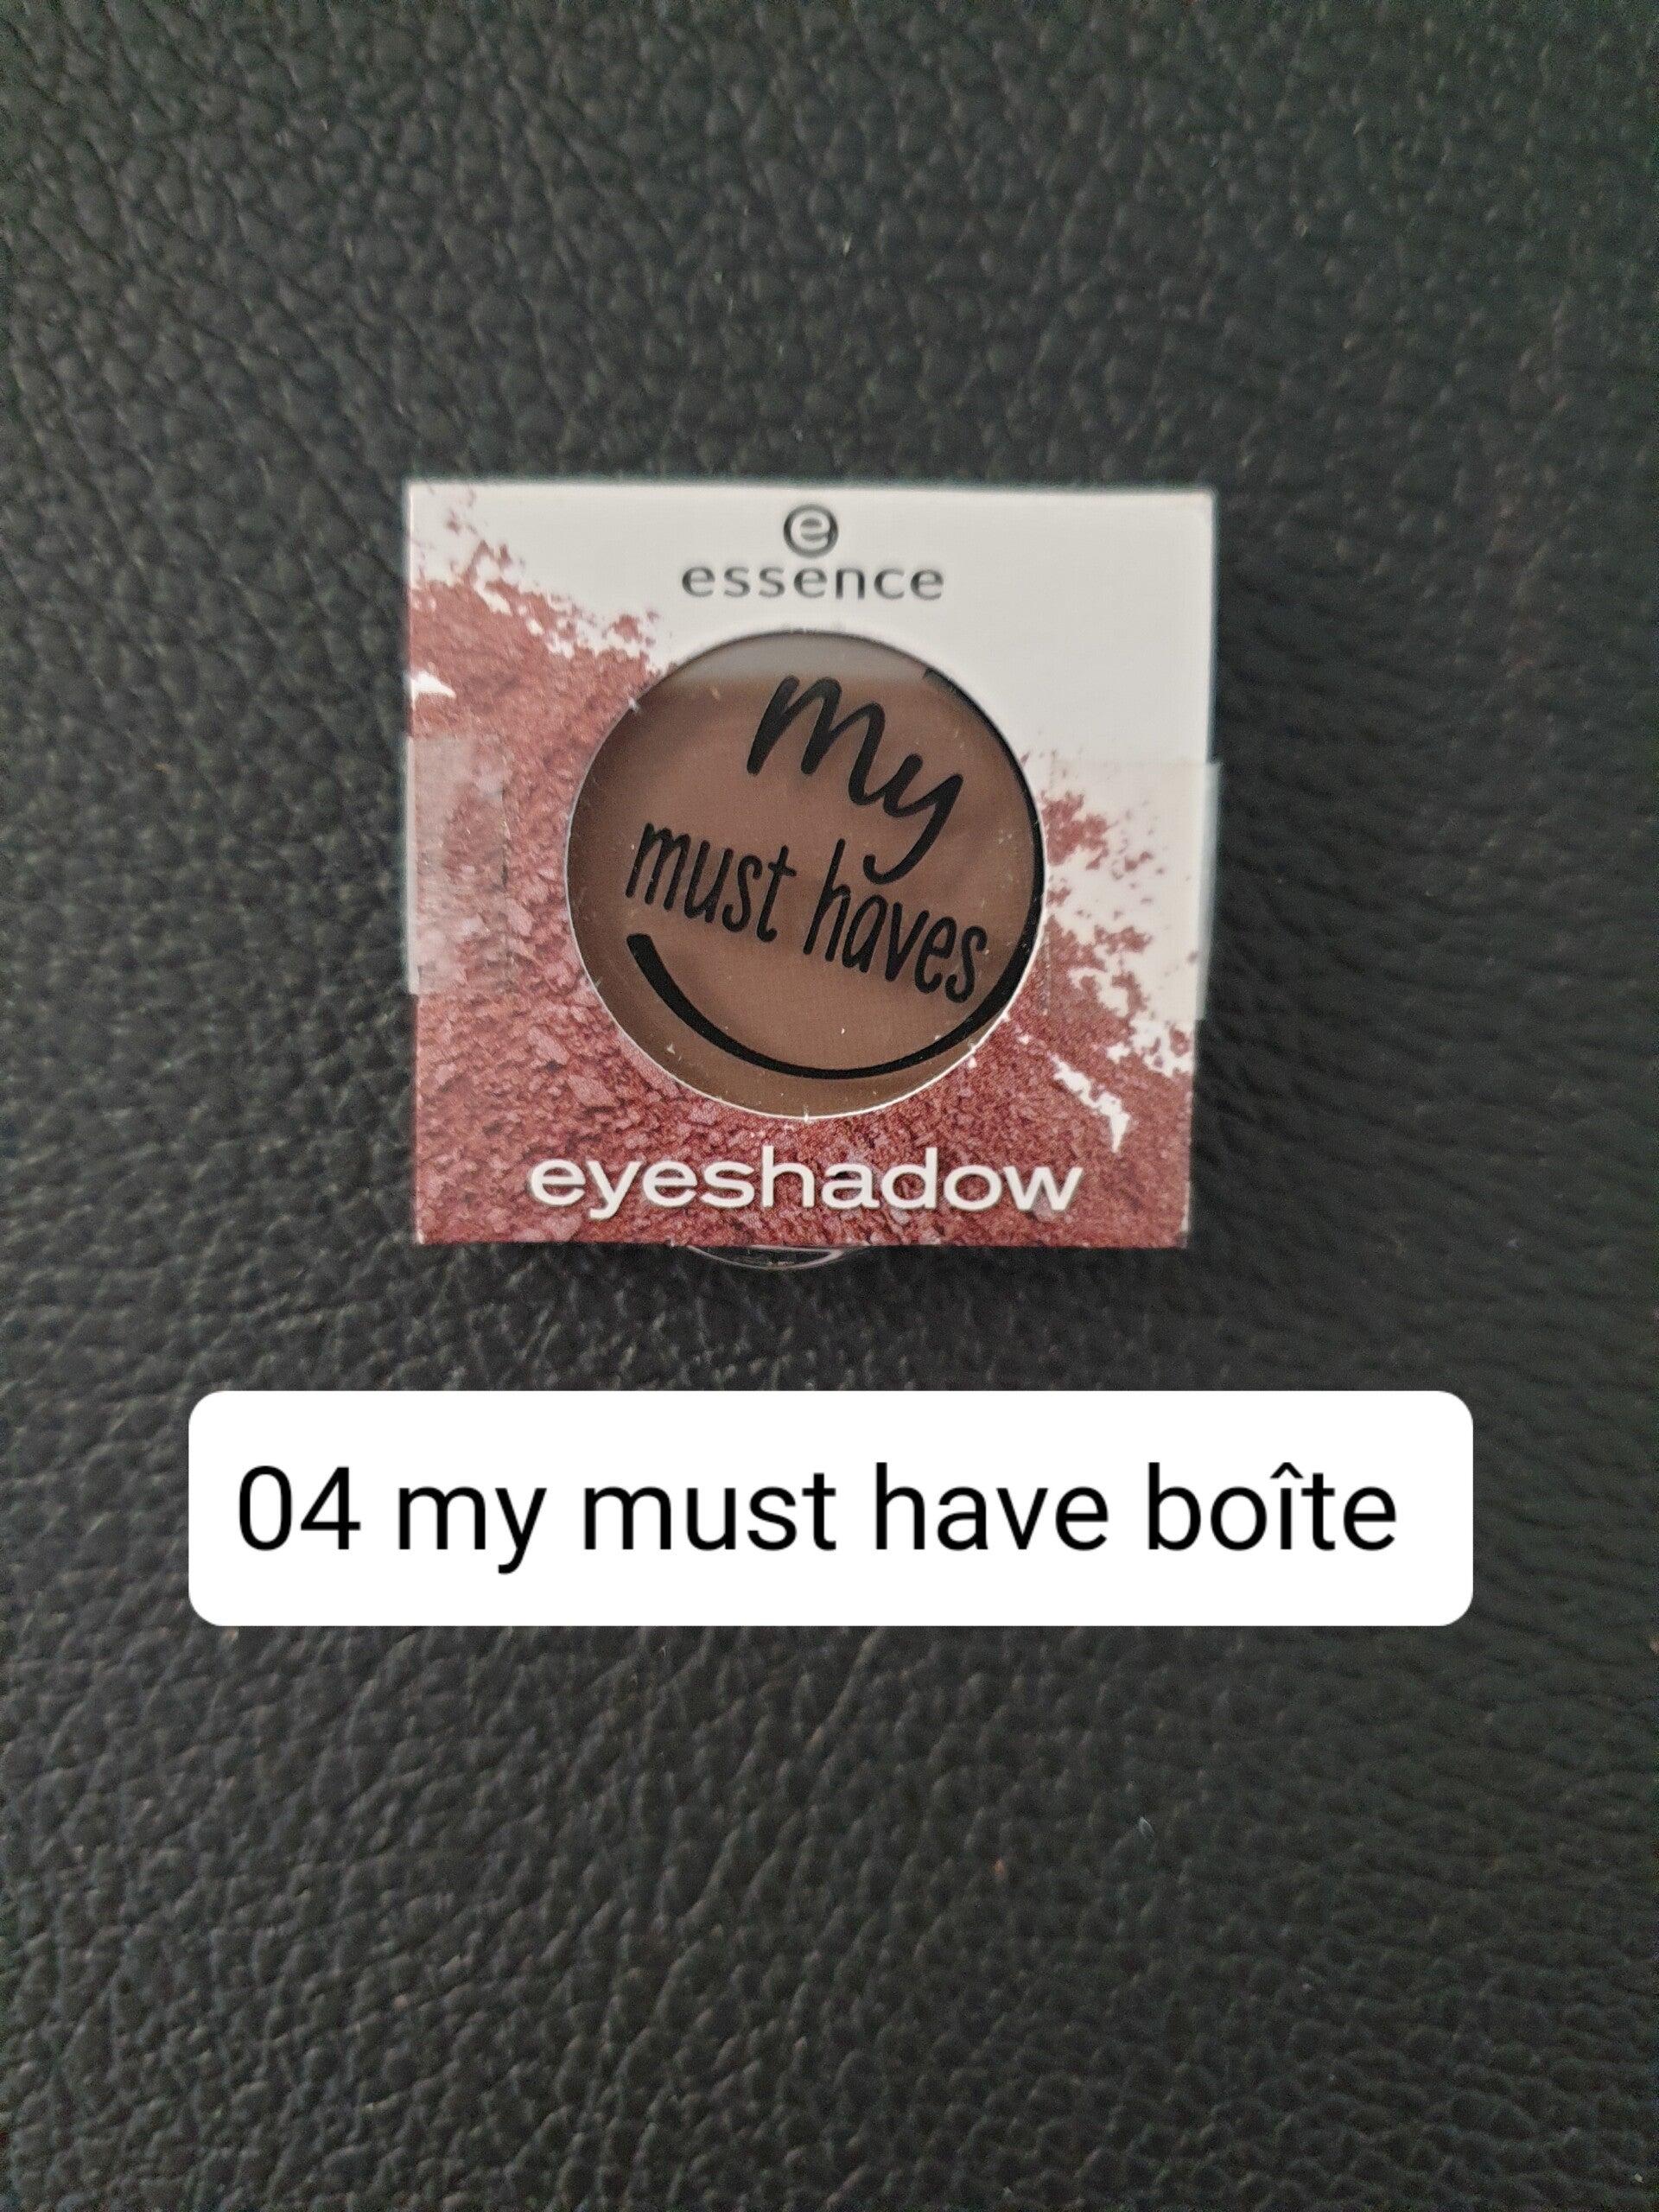 e
essence
my
must haves
eyeshadow
04 my must have boîte